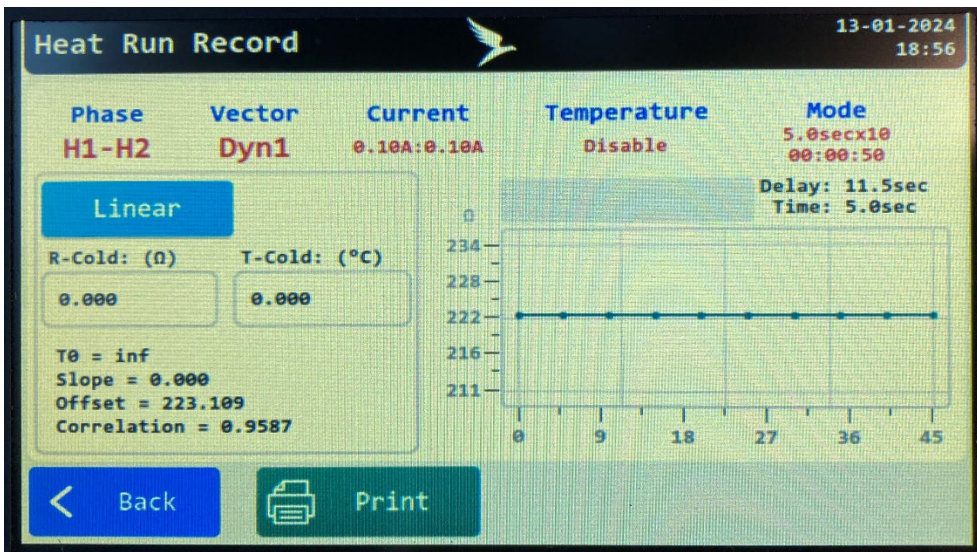 Heat Run Record
13-01-2024
18:56
Phase
Vector
Current
Temperature
Mode
H1-H2
Dyn1
0.10A:0.10A
Disable
5.0secx10
00:00:50
Linear
Delay: 11.5sec
Time: 5.0sec
R-Cold: (Ω)
T-Cold: (°C)
0.000
0.000
T0 = inf
Slope = 0.000
Offset = 223.109
Correlation = 0.9587
Ω
234
228
222
216
211
0 9 18 27 36 45
Back
Print